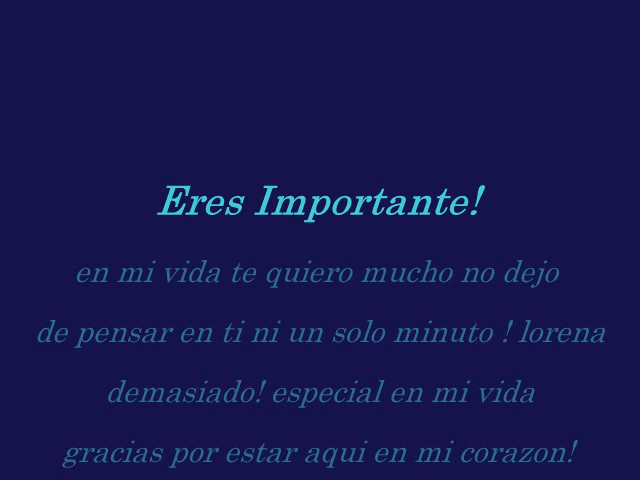 Eres Importante!
en mi vida te quiero mucho no dejo
de pensar en ti ni un solo minuto ! lorena
demasiado! especial en mi vida
gracias por estar aqui en mi corazon!